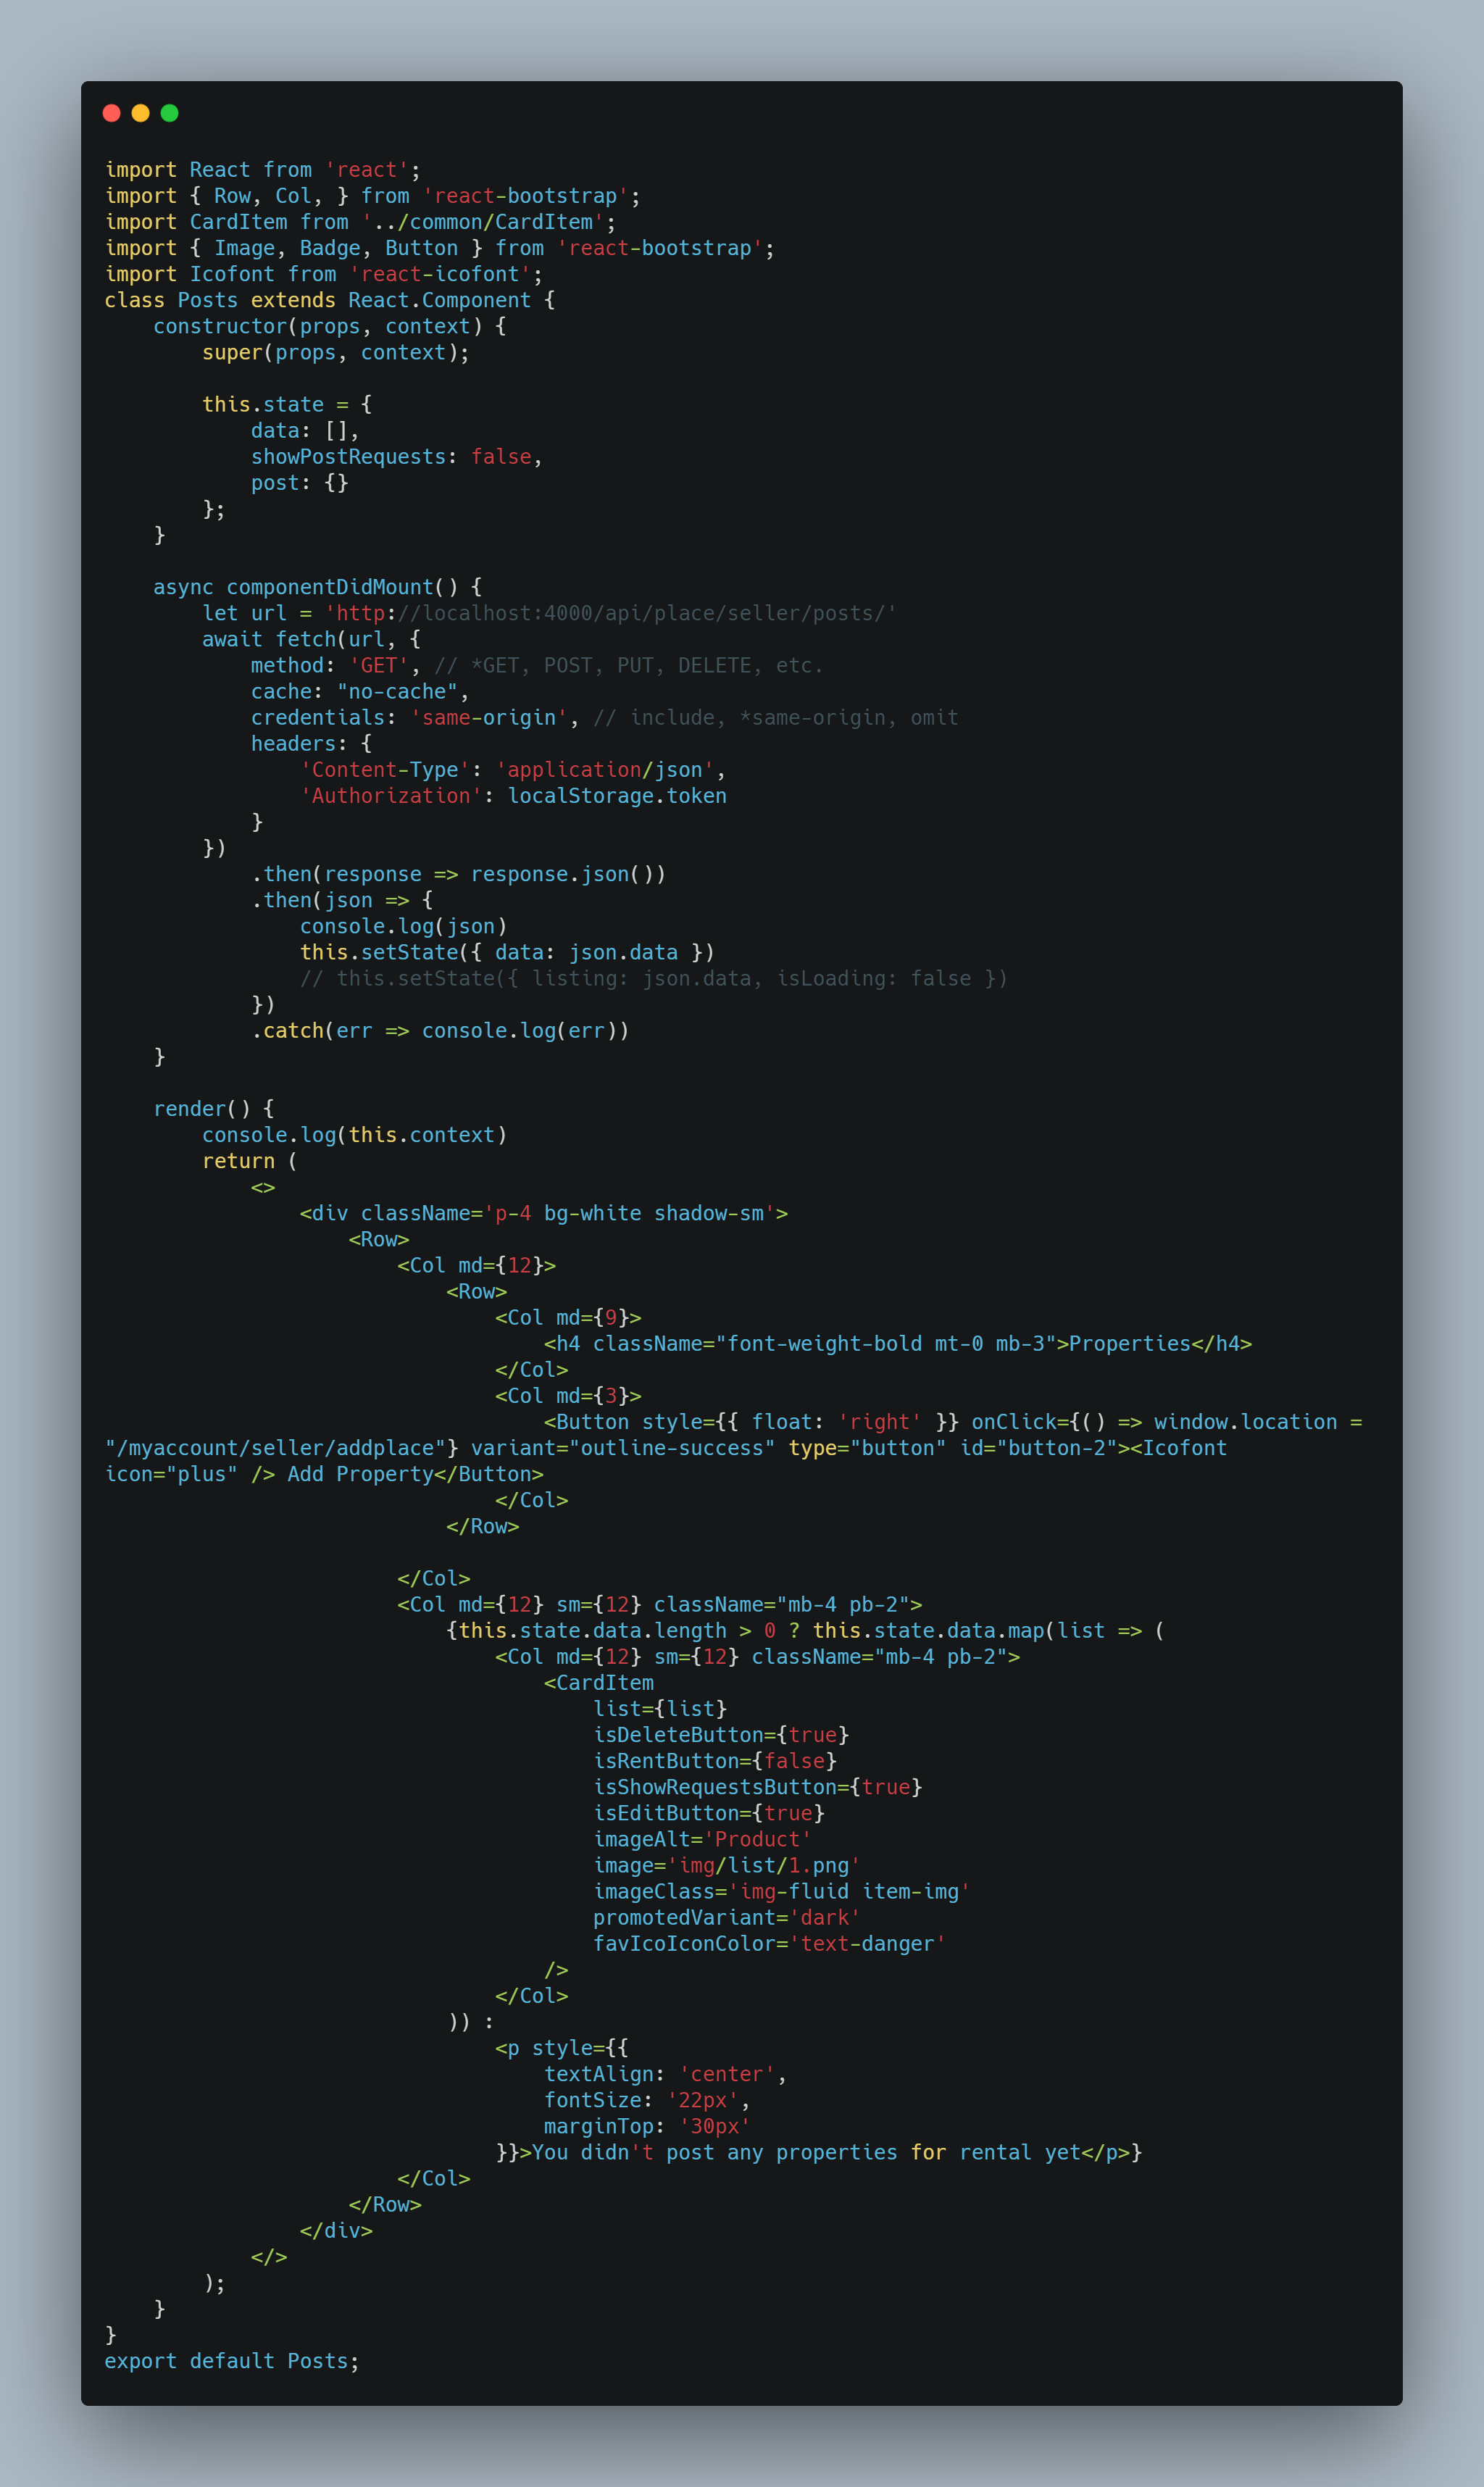 import React from 'react';
import { Row, Col, } from 'react-bootstrap';
import CardItem from '../common/CardItem';
import { Image, Badge, Button } from 'react-bootstrap';
import Icofont from 'react-icofont';
class Posts extends React.Component {
    constructor(props, context) {
        super(props, context);

        this.state = {
            data: [],
            showPostRequests: false,
            post: {}
        };
    }

    async componentDidMount() {
        let url = 'http://localhost:4000/api/place/seller/posts/'
        await fetch(url, {
            method: 'GET', // *GET, POST, PUT, DELETE, etc.
            cache: "no-cache",
            credentials: 'same-origin', // include, *same-origin, omit
            headers: {
                'Content-Type': 'application/json',
                'Authorization': localStorage.token
            }
        })
            .then(response => response.json())
            .then(json => {
                console.log(json)
                this.setState({ data: json.data })
                // this.setState({ listing: json.data, isLoading: false })
            })
            .catch(err => console.log(err))
    }

    render() {
        console.log(this.context)
        return (
            <>
                <div className='p-4 bg-white shadow-sm'>
                    <Row>
                        <Col md={12}>
                            <Row>
                                <Col md={9}>
                                    <h4 className="font-weight-bold mt-0 mb-3">Properties</h4>
                                </Col>
                                <Col md={3}>
                                    <Button style={{ float: 'right' }} onClick={() => window.location =
"/myaccount/seller/addplace"} variant="outline-success" type="button" id="button-2"><Icofont
icon="plus" /> Add Property</Button>
                                </Col>
                            </Row>

                        </Col>
                        <Col md={12} sm={12} className="mb-4 pb-2">
                            {this.state.data.length > 0 ? this.state.data.map(list => (
                                <Col md={12} sm={12} className="mb-4 pb-2">
                                    <CardItem
                                        list={list}
                                        isDeleteButton={true}
                                        isRentButton={false}
                                        isShowRequestsButton={true}
                                        isEditButton={true}
                                        imageAlt='Product'
                                        image='img/list/1.png'
                                        imageClass='img-fluid item-img'
                                        promotedVariant='dark'
                                        favIcoIconColor='text-danger'
                                    />
                                </Col>
                            )) :
                                <p style={{
                                    textAlign: 'center',
                                    fontSize: '22px',
                                    marginTop: '30px'
                                }}>You didn't post any properties for rental yet</p>}
                        </Col>
                    </Row>
                </div>
            </>
        );
    }
}
export default Posts;